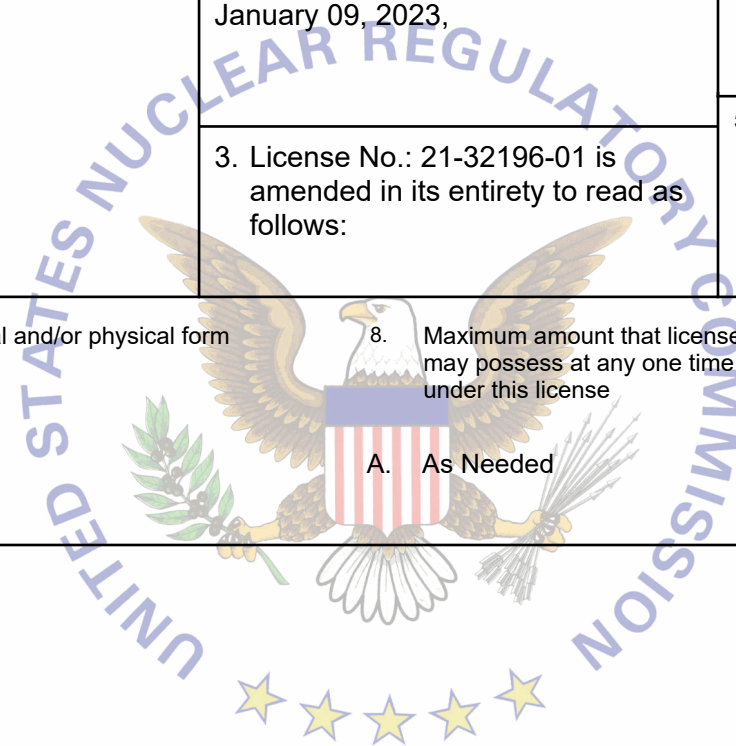 January 09, 2023,
3. License No.: 21-32196-01 is
amended in its entirety to read as
follows:
and/or physical form
8. Maximum amount that
may possess at any one time
under this license
A. As Needed
UNITED STATES NUCLEAR REGULATORY COMMISSION